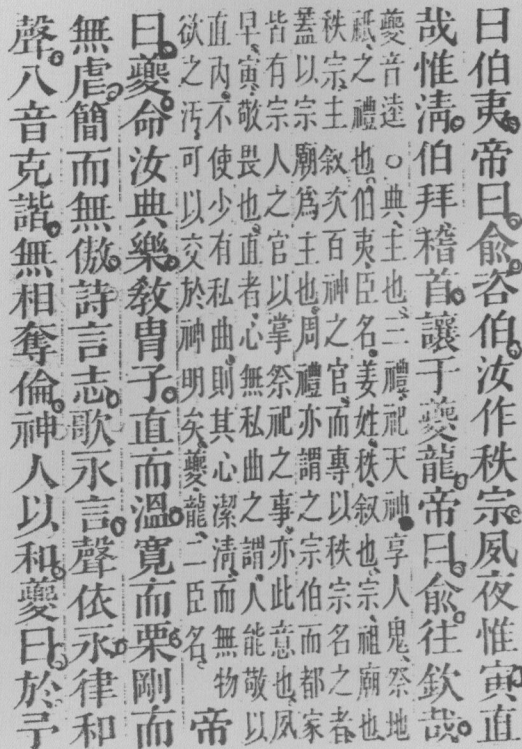 曰伯夷帝曰俞咨伯汝作秩宗夙夜惟寅直
哉惟清伯拜稽首讓于夔龍帝曰俞往欽哉
夔音逵○典主也三禮祀天神享人鬼祭地
祗之禮也伯夷臣名姜姓秩叙也宗祖廟也
秩宗主叙次百神之官而專以秩宗名之者
蓋以宗廟爲主也周禮亦謂之宗伯而都家
皆有宗人之官以掌祭祀之事亦此意也夙
早寅敬畏也直者心無私曲之謂人能敬以
直内不使少有私曲則其心潔清而無物
欲之汚可以交於神明矣夔龍二臣名
帝
曰夔命汝典樂教胄子直而溫寬而栗剛而
無虐簡而無傲詩言志歌永言聲依永律和
聲八音克諧無相奪倫神人以和夔曰於予